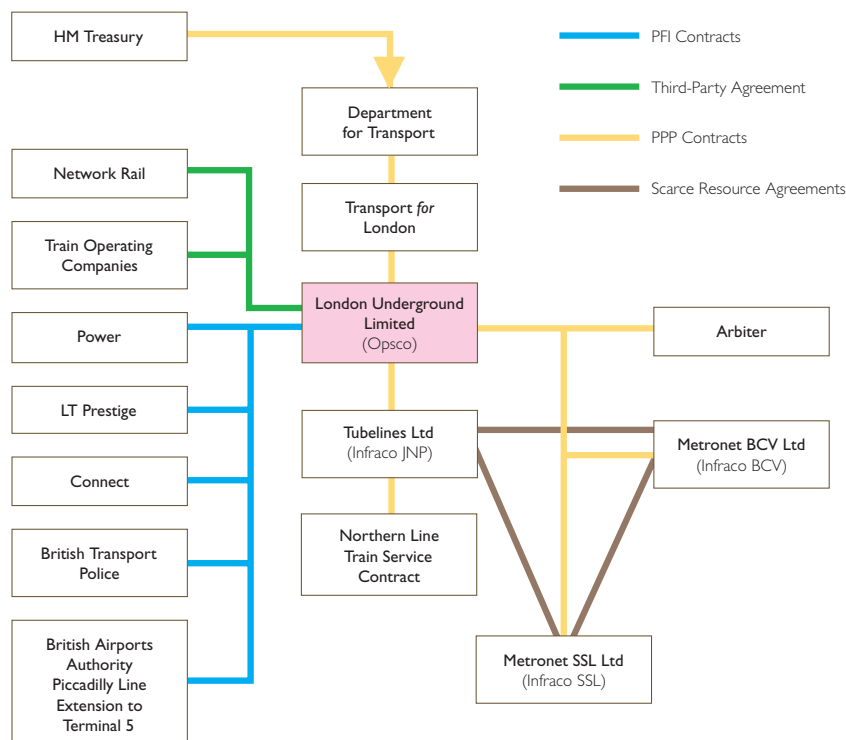 HM Treasury
PFI Contracts
Third-Party Agreement
PPP Contracts
Scarce Resource Agreements
Department
for Transport
Network Rail
Transport for
London
Train Operating
Companies
London Underground
Limited
(Opsco)
Power
Arbiter
LT Prestige
Tubelines Ltd
(Infraco JNP)
Metronet BCV Ltd
(Infraco BCV)
Connect
Northern Line
Train Service
Contract
British Transport
Police
British Airports
Authority
Piccadilly Line
Extension to
Terminal 5
Metronet SSL Ltd
(Infraco SSL)